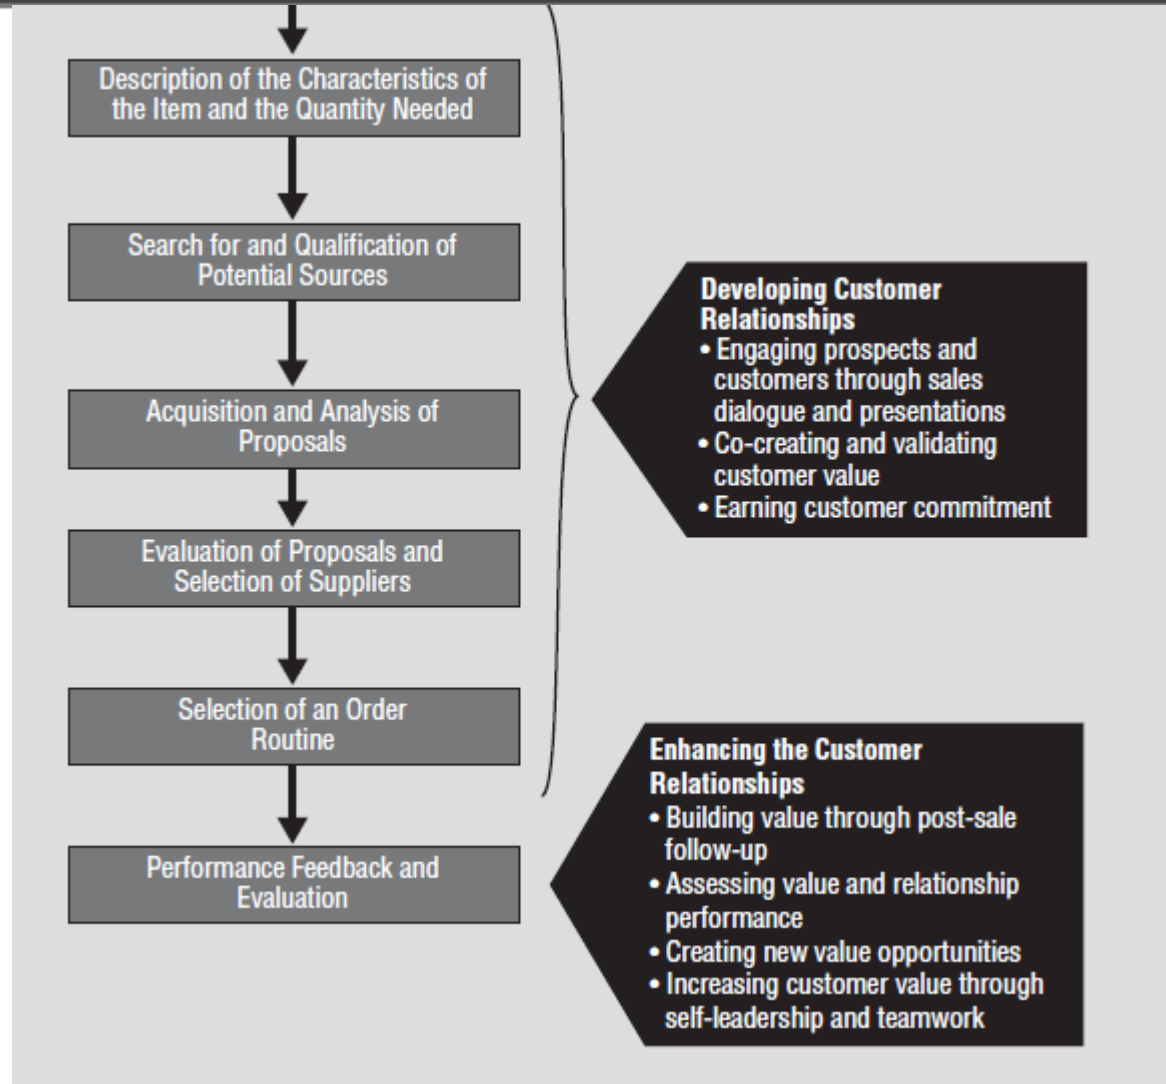 Description of the Characteristics of
the Item and the Quantity Needed
Search for and Qualification of
Potential Sources
Acquisition and Analysis of
Proposals
Evaluation of Proposals and
Selection of Suppliers
Selection of an Order
Routine
Performance Feedback and
Evaluation
Developing Customer
Relationships
• Engaging prospects and
customers through sales
dialogue and presentations
• Co-creating and validating
customer value
• Earning customer commitment
Enhancing the Customer
Relationships
• Building value through post-sale
follow-up
• Assessing value and relationship
performance
• Creating new value opportunities
• Increasing customer value through
self-leadership and teamwork